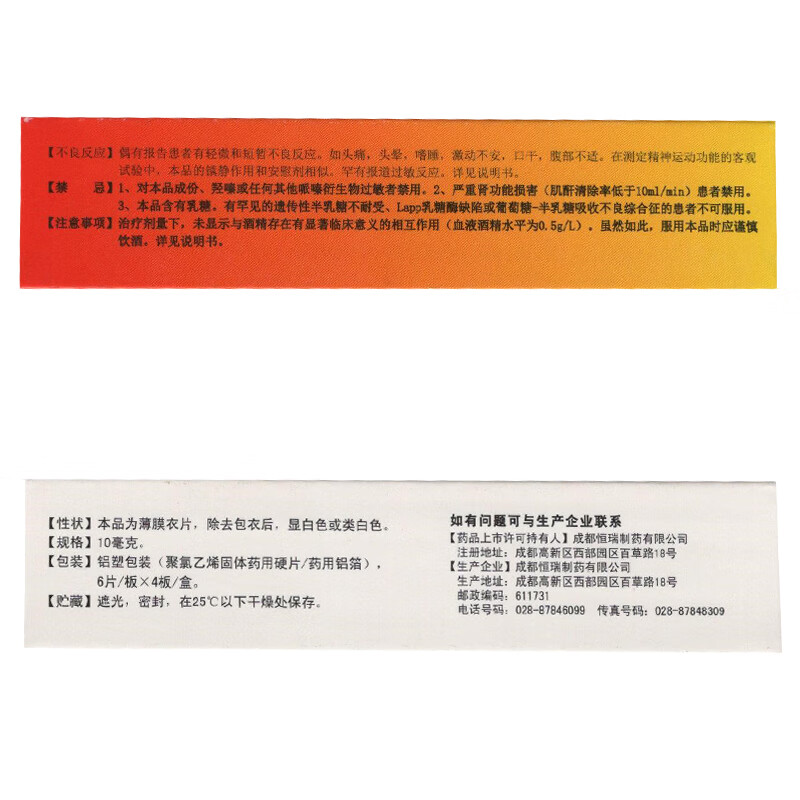 【不良反应】偶有报告患者有轻微和短暂不良反应。如头痛，头晕，嗜睡，激动不安，口干，腹部不适。在测定精神运动功能的客观
试验中，本品的镇静作用和安慰剂相似。罕有报道过敏反应。详见说明书。
【禁　　忌】1、对本品成份、羟嗪或任何其他哌嗪衍生物过敏者禁用。2、严重肾功能损害（肌酐清除率低于10ml/min）患者禁用。
3、本品含有乳糖。有罕见的遗传性半乳糖不耐受、Lapp乳糖酶缺陷或葡萄糖-半乳糖吸收不良综合征的患者不可服用。
【注意事项】治疗剂量下，未显示与酒精存在有显著临床意义的相互作用（血液酒精水平为0.5g/L）。虽然如此，服用本品时应谨慎
饮酒。详见说明书。
【性状】本品为薄膜衣片，除去包衣后，显白色或类白色。
【规格】10毫克。
【包装】铝塑包装（聚氯乙烯固体药用硬片/药用铝箔），
6片/板×4板/盒。
【贮藏】遮光，密封，在25℃以下干燥处保存。
如有问题可与生产企业联系
【药品上市许可持有人】成都恒瑞制药有限公司
注册地址：成都高新区西部园区百草路18号
【生产企业】成都恒瑞制药有限公司
生产地址：成都高新区西部园区百草路18号
邮政编码：611731
电话号码：028-87846099　传真号码：028-87848309